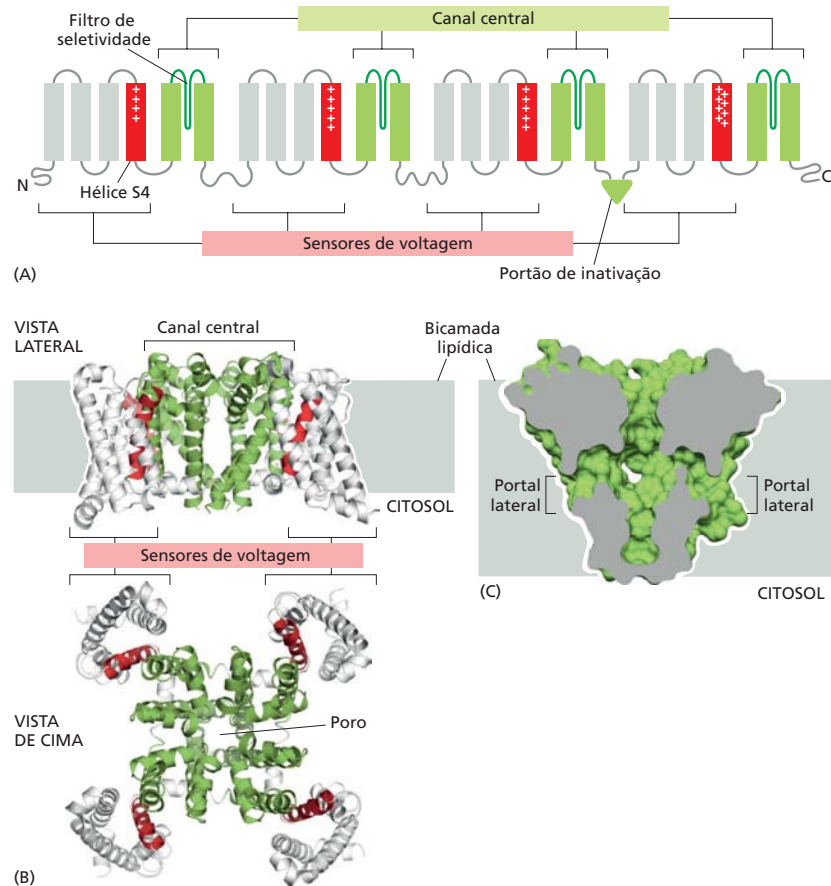 Filtro de
seletividade
Canal central
++++
++++
++++
++++++++
N
Hélice S4
C
Sensores de voltagem
Portão de inativação
(A)
VISTA
LATERAL
Canal central
Bicamada
lipídica
CITOSOL
Portal
lateral
Portal
lateral
Sensores de voltagem
(C)
CITOSOL
VISTA
DE CIMA
Poro
(B)